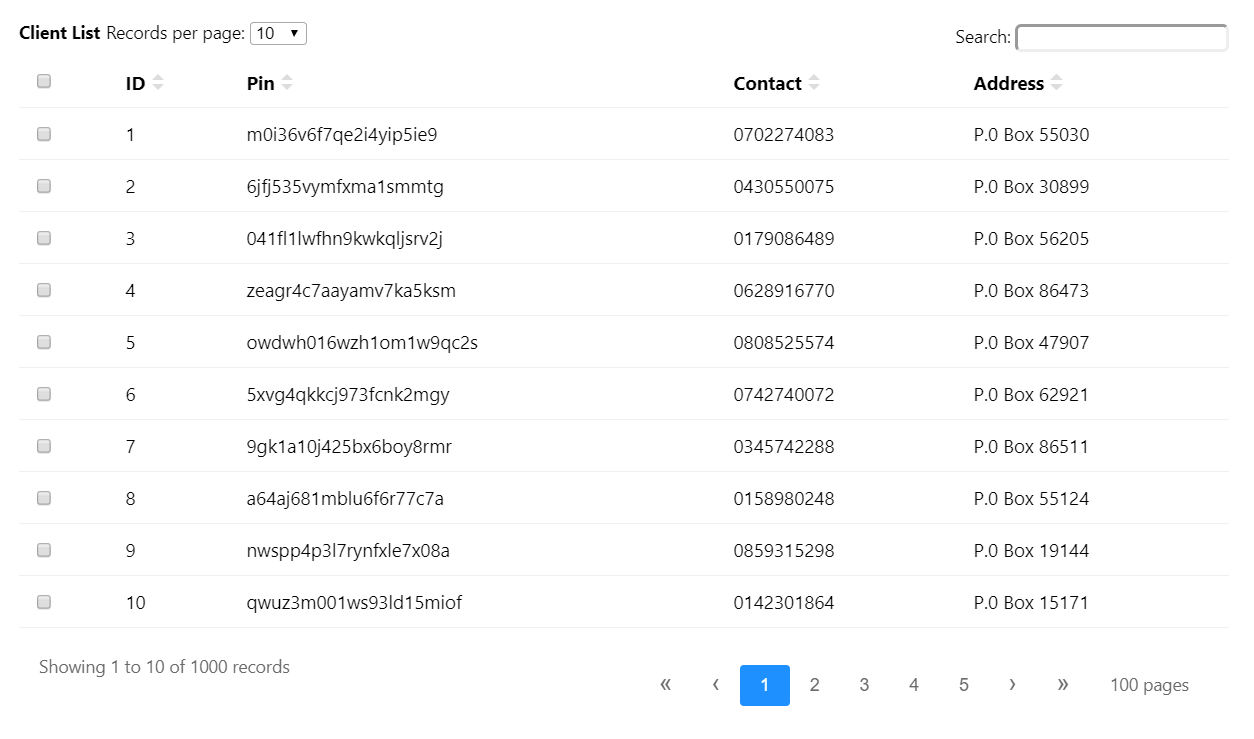 Client List Records per page: 10 Search:
ID Pin Contact Address
1 m0i36v6f7qe2i4yip5ie9 0702274083 P.0 Box 55030
2 6jfj535vymfxma1smmtg 0430550075 P.0 Box 30899
3 041fl1lwfhn9kwkqljsrv2j 0179086489 P.0 Box 56205
4 zeagr4c7aayamv7ka5ksm 0628916770 P.0 Box 86473
5 owdwh016wzh1om1w9qc2s 0808525574 P.0 Box 47907
6 5xvg4qkkcj973fcnk2mgy 0742740072 P.0 Box 62921
7 9gk1a10j425bx6boy8rmr 0345742288 P.0 Box 86511
8 a64aj681mblu6f6r77c7a 0158980248 P.0 Box 55124
9 nwspp4p3l7rynfxle7x08a 0859315298 P.0 Box 19144
10 qwuz3m001ws93ld15miof 0142301864 P.0 Box 15171
Showing 1 to 10 of 1000 records
« ‹ 1 2 3 4 5 › » 100 pages